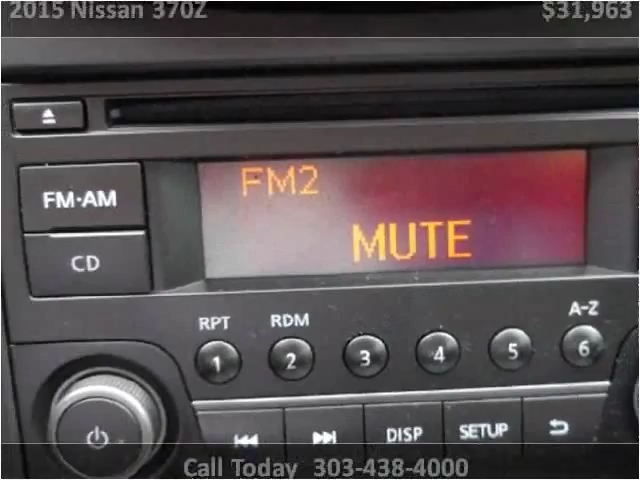 2015 Nissan 370Z $31,963
FM2
FM·AM
MUTE
CD
RPT RDM A-Z
1 2 3 4 5 6
DISP SETUP
Call Today 303-438-4000